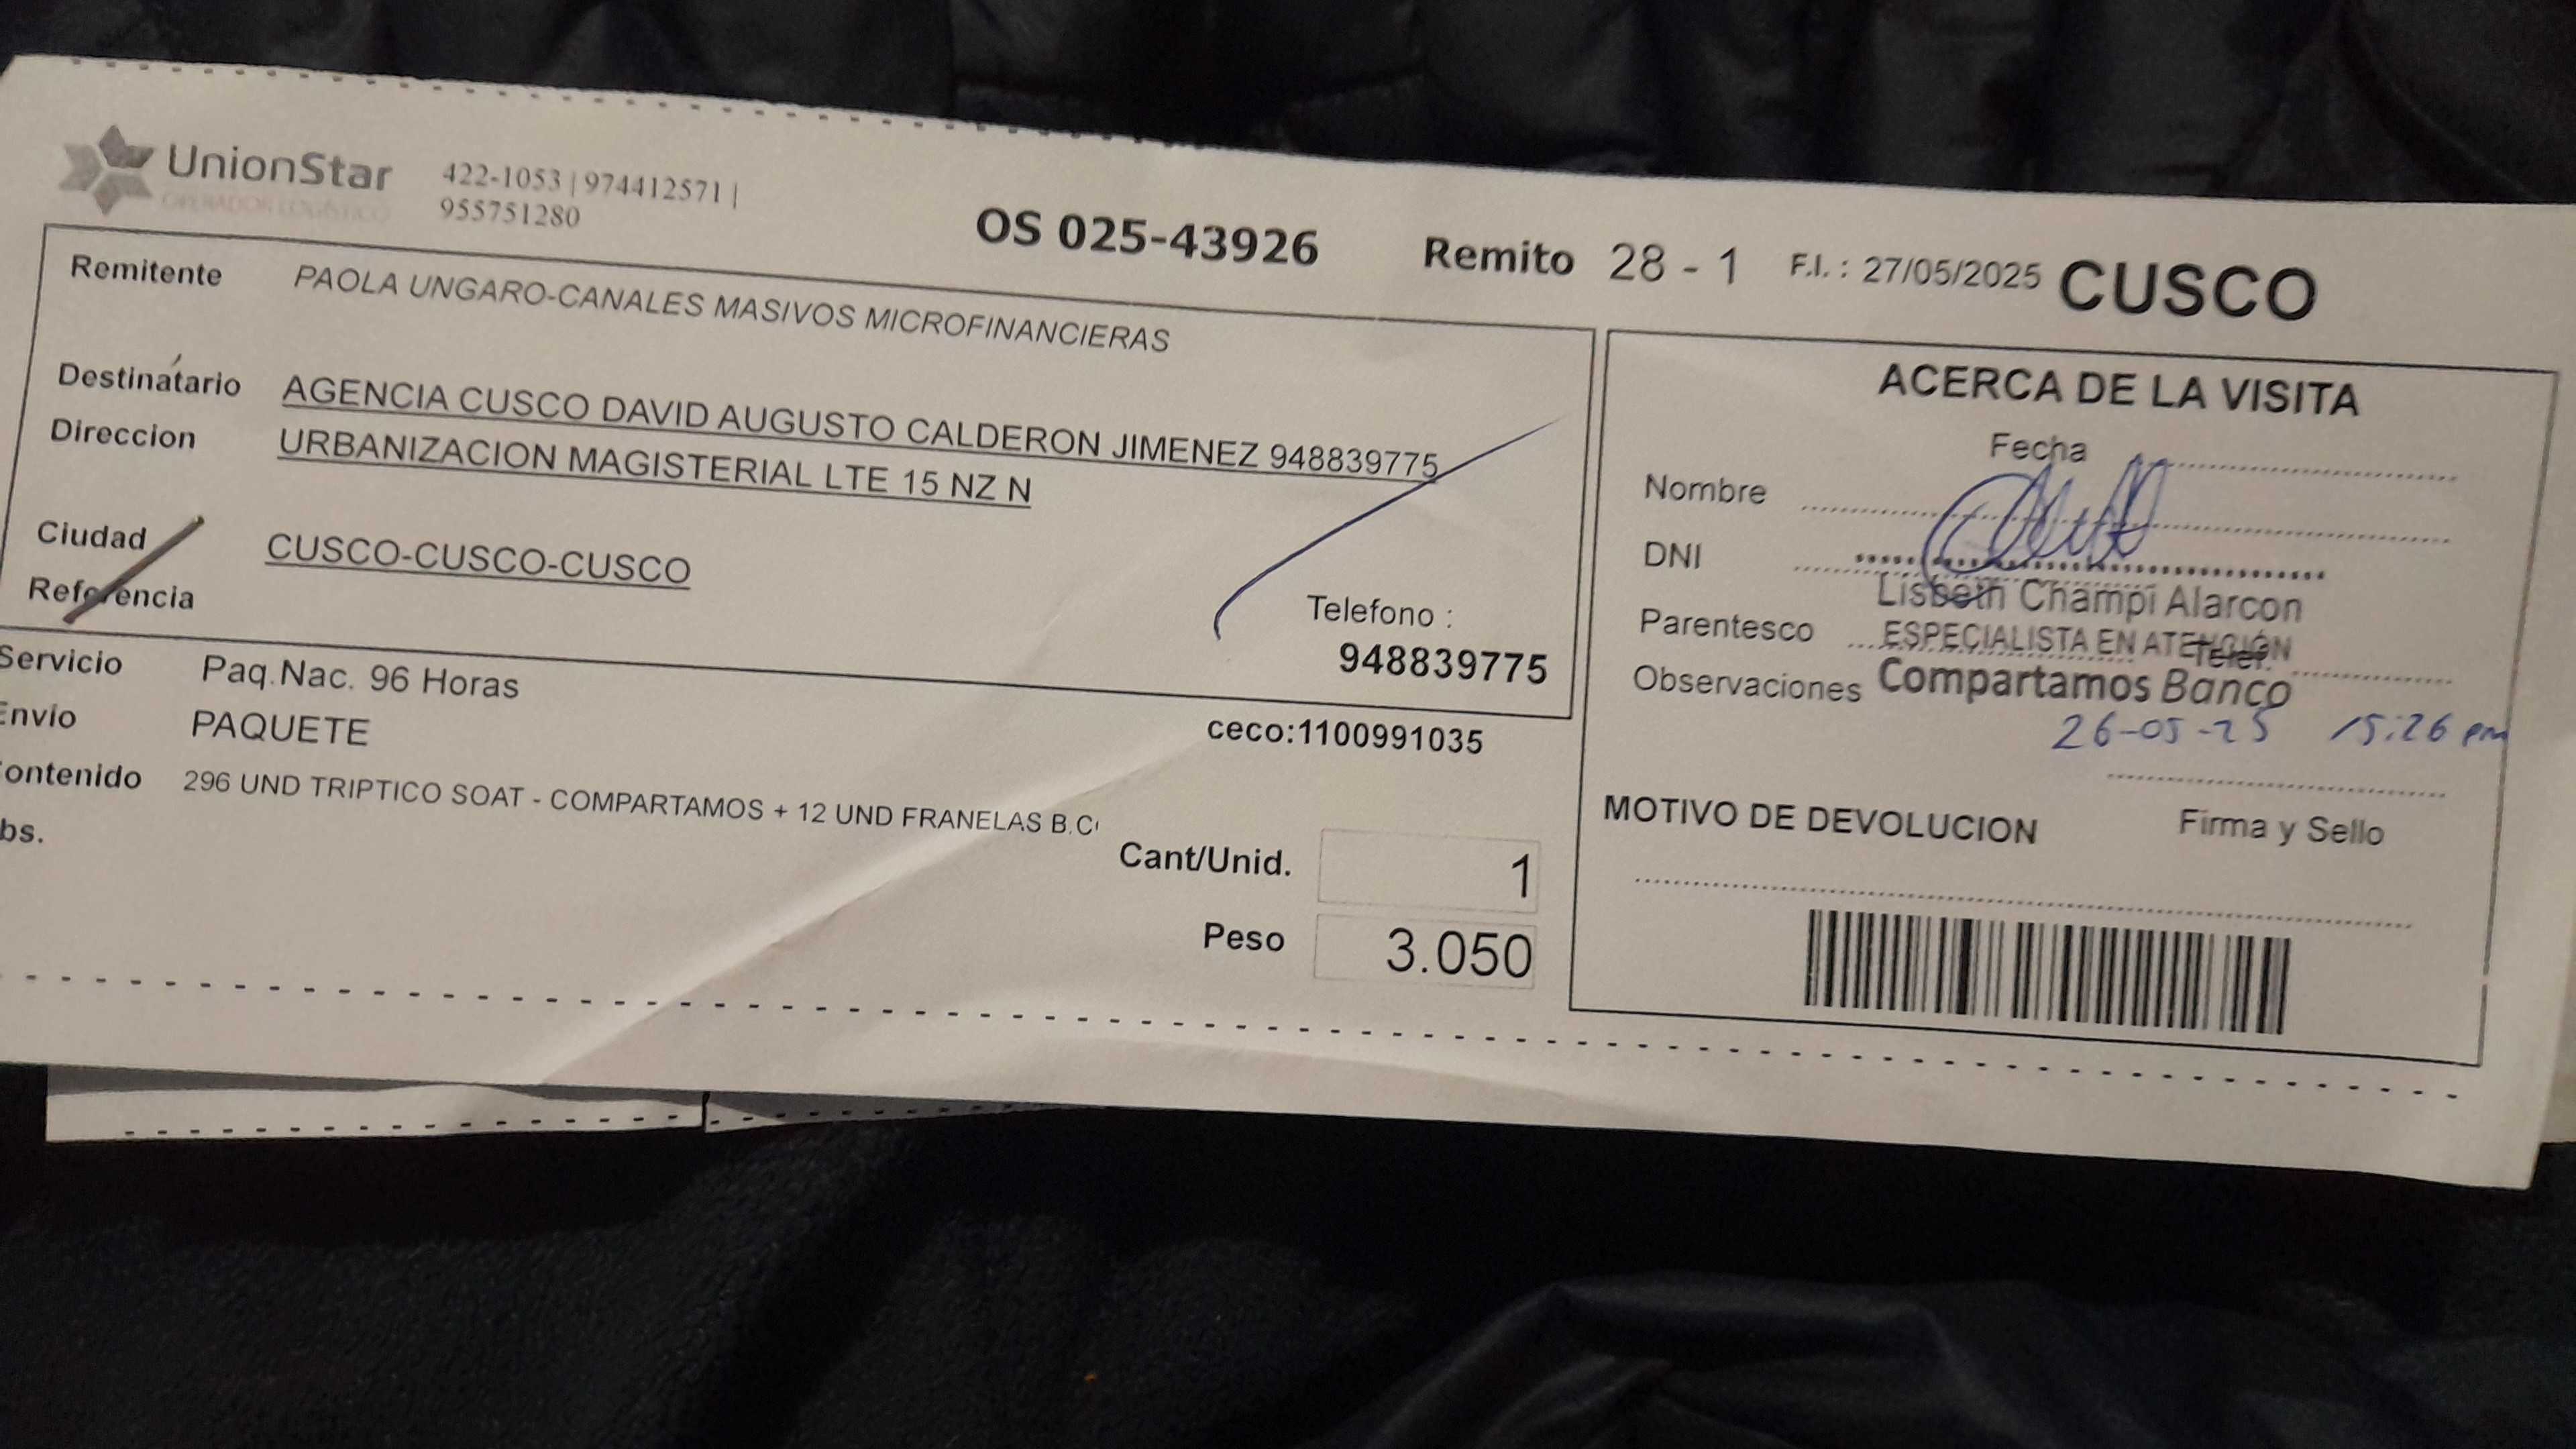 UnionStar
OPERADOR LOGISTICO
422-1053 | 974412571 |
955751280
OS 025-43926
Remito 28 - 1
F.I. : 27/05/2025
CUSCO
Remitente PAOLA UNGARO-CANALES MASIVOS MICROFINANCIERAS
Destinatario AGENCIA CUSCO DAVID AUGUSTO CALDERON JIMENEZ 948839775
Direccion URBANIZACION MAGISTERIAL LTE 15 NZ N
Ciudad CUSCO-CUSCO-CUSCO
Referencia
Telefono :
948839775
Servicio Paq.Nac. 96 Horas
Envio PAQUETE
ceco:1100991035
ontenido 296 UND TRIPTICO SOAT - COMPARTAMOS + 12 UND FRANELAS B.C
bs.
Cant/Unid. 1
Peso 3.050
ACERCA DE LA VISITA
Fecha
Nombre
DNI
Lisbeth Champi Alarcon
Parentesco ESPECIALISTA EN ATENCIÓN
Telef.
Observaciones Compartamos Banco
26-05-25 15:26 pm
MOTIVO DE DEVOLUCION
Firma y Sello